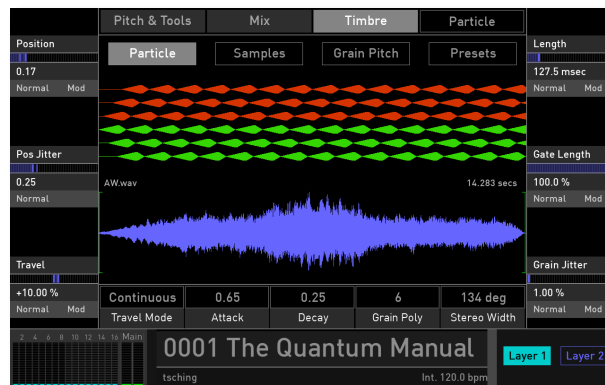 Pitch & Tools Mix Timbre Particle
Position Particle Samples Grain Pitch Presets Length
0.17 127.5 msec
Normal Mod Normal Mod
Pos Jitter Gate Length
0.25 AW.wav 14.283 secs 100.0 %
Normal Normal Mod
Travel Grain Jitter
+10.00 % Continuous 0.65 0.25 6 134 deg 1.00 %
Normal Mod Travel Mode Attack Decay Grain Poly Stereo Width Normal Mod
2 4 6 8 10 12 14 16 Main
0001 The Quantum Manual Layer 1 Layer 2
tsching Int. 120.0 bpm